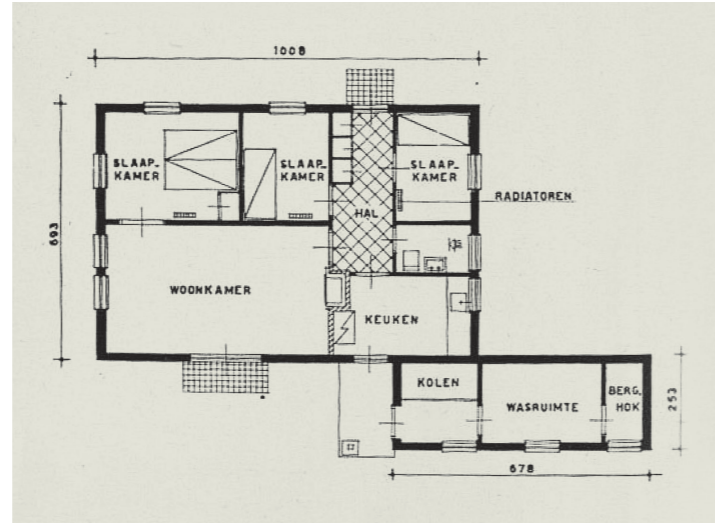 1008
SLAAP-
KAMER
SLAAP-
KAMER
SLAAP-
KAMER
RADIATOREN
HAL
693
WOONKAMER
KEUKEN
KOLEN
WASRUIMTE
BERG.
HOK
253
678